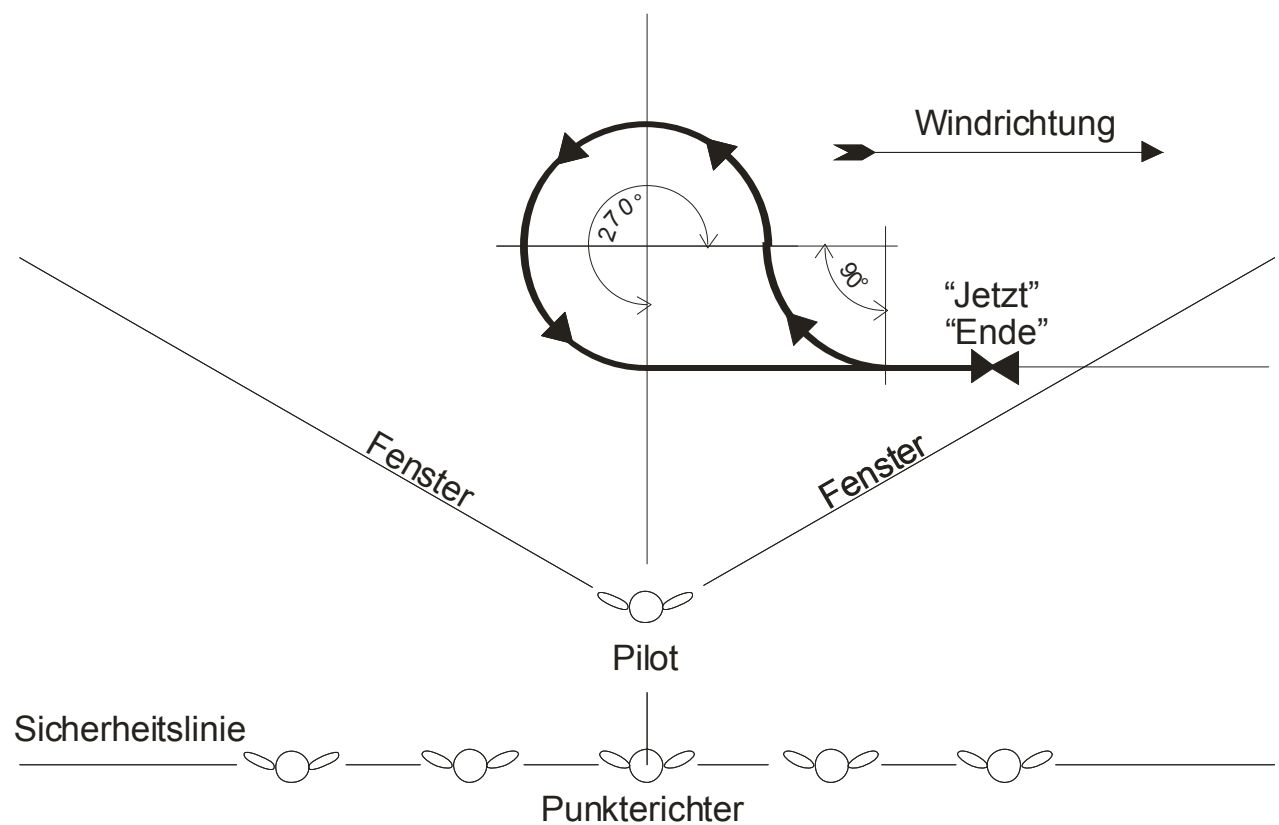 Windrichtung
270°
90°
“Jetzt”
“Ende”
Fenster
Fenster
Pilot
Sicherheitslinie
Punkterichter